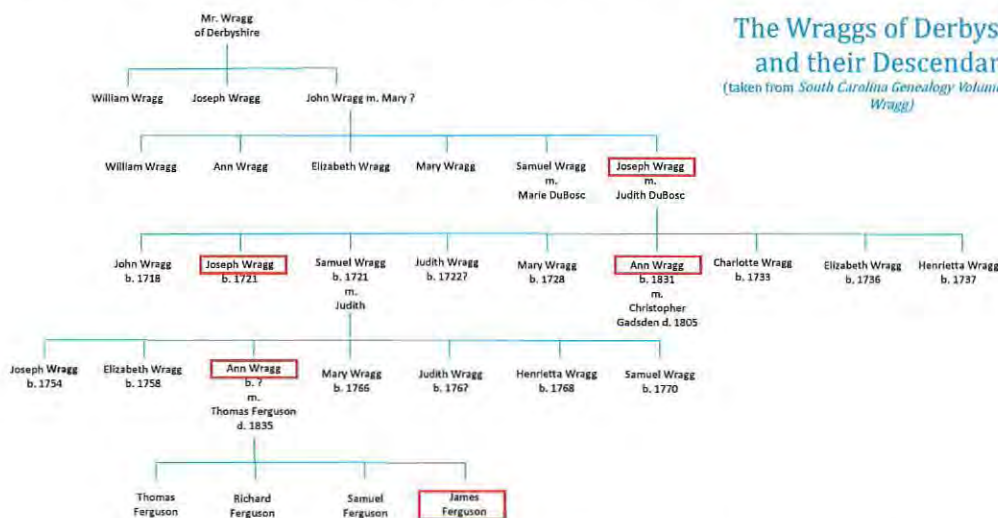 Mr. Wragg
of Derbyshire
The Wraggs of Derbys
and their Descendan
(taken from South Carolina Genealogy Volum
Wragg)
William Wragg
Joseph Wragg
John Wragg m. Mary ?
William Wragg
Ann Wragg
Elizabeth Wragg
Mary Wragg
Samuel Wragg
m.
Marie DuBosc
Joseph Wragg
m.
Judith DuBosc
John Wragg
b. 1718
Joseph Wragg
b. 1721
Samuel Wragg
b. 1721
m.
Judith
Judith Wragg
b. 1722?
Mary Wragg
b. 1728
Ann Wragg
b. 1831
m.
Christopher
Gadsden d. 1805
Charlotte Wragg
b. 1733
Elizabeth Wragg
b. 1736
Henrietta Wragg
b. 1737
Joseph Wragg
b. 1754
Elizabeth Wragg
b. 1758
Ann Wragg
b. ?
m.
Thomas Ferguson
d. 1835
Mary Wragg
b. 1766
Judith Wragg
b. 1767
Henrietta Wragg
b. 1768
Samuel Wragg
b. 1770
Thomas
Ferguson
Richard
Ferguson
Samuel
Ferguson
James
Ferguson